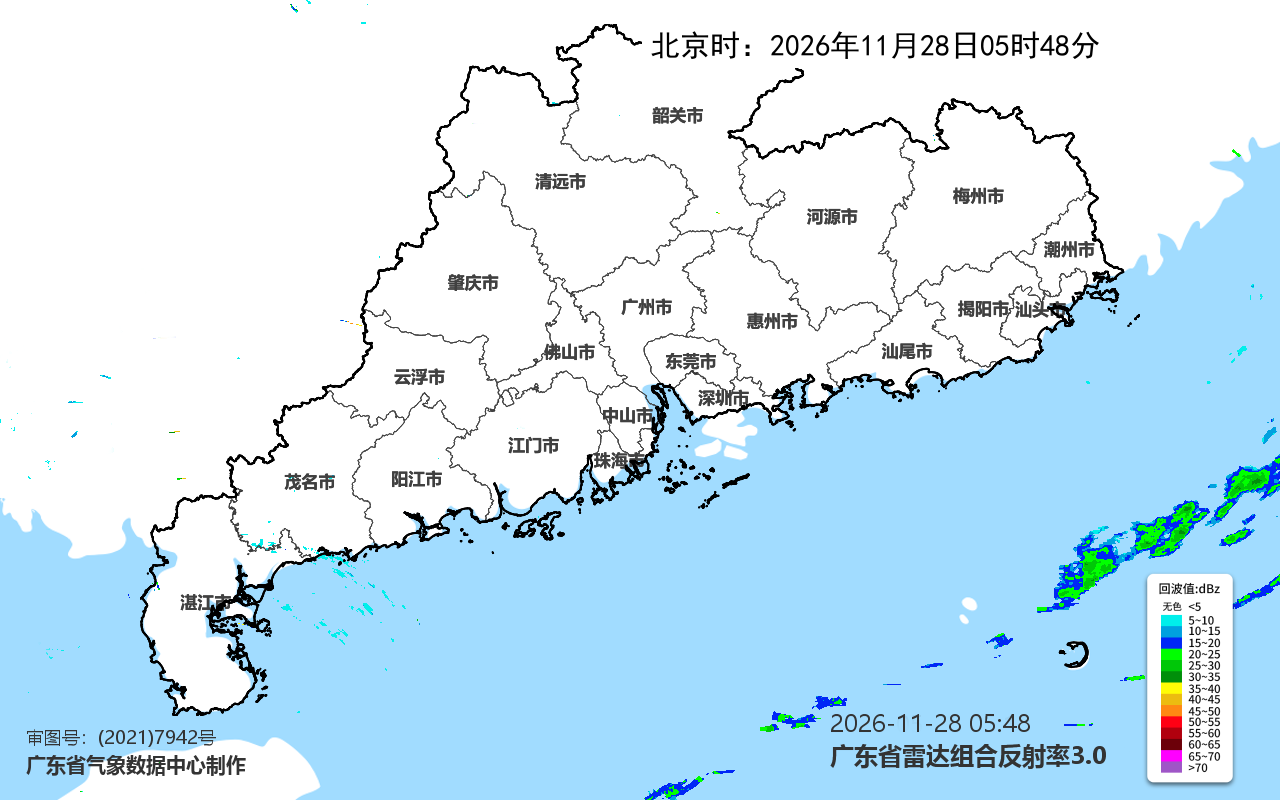 北京时：2026年11月28日05时48分
韶关市
清远市
梅州市
河源市
潮州市
肇庆市
广州市
揭阳市
汕头市
惠州市
佛山市
汕尾市
东莞市
云浮市
深圳市
中山市
江门市
珠海市
阳江市
茂名市
湛江市
回波值:dBz
无色 <5
5~10
10~15
15~20
20~25
25~30
30~35
35~40
40~45
45~50
50~55
55~60
60~65
65~70
>70
2026-11-28 05:48
广东省雷达组合反射率3.0
审图号：(2021)7942号
广东省气象数据中心制作